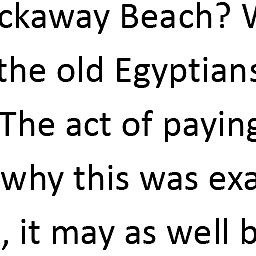 ckaway Beach?
the old Egyptians
The act of paying
why this was exa
, it may as well b